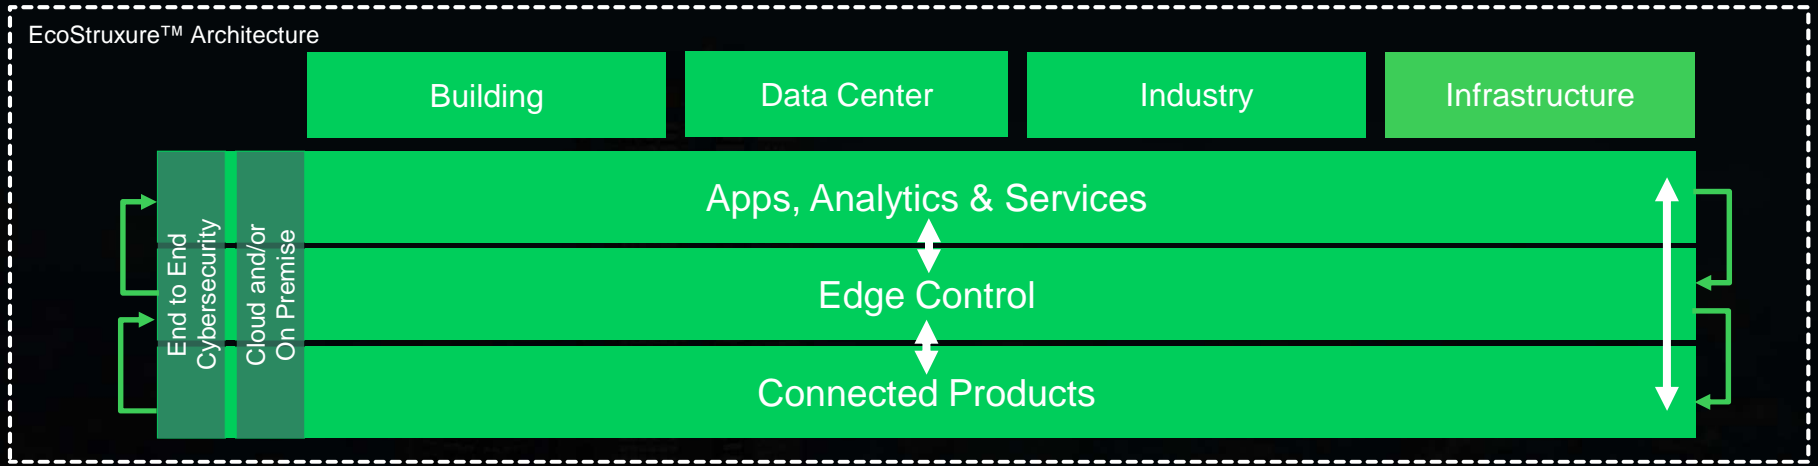 EcoStruxure™ Architecture
Building
Data Center
Industry
Infrastructure
End to End
Cybersecurity
Cloud and/or
On Premise
Apps, Analytics & Services
Edge Control
Connected Products